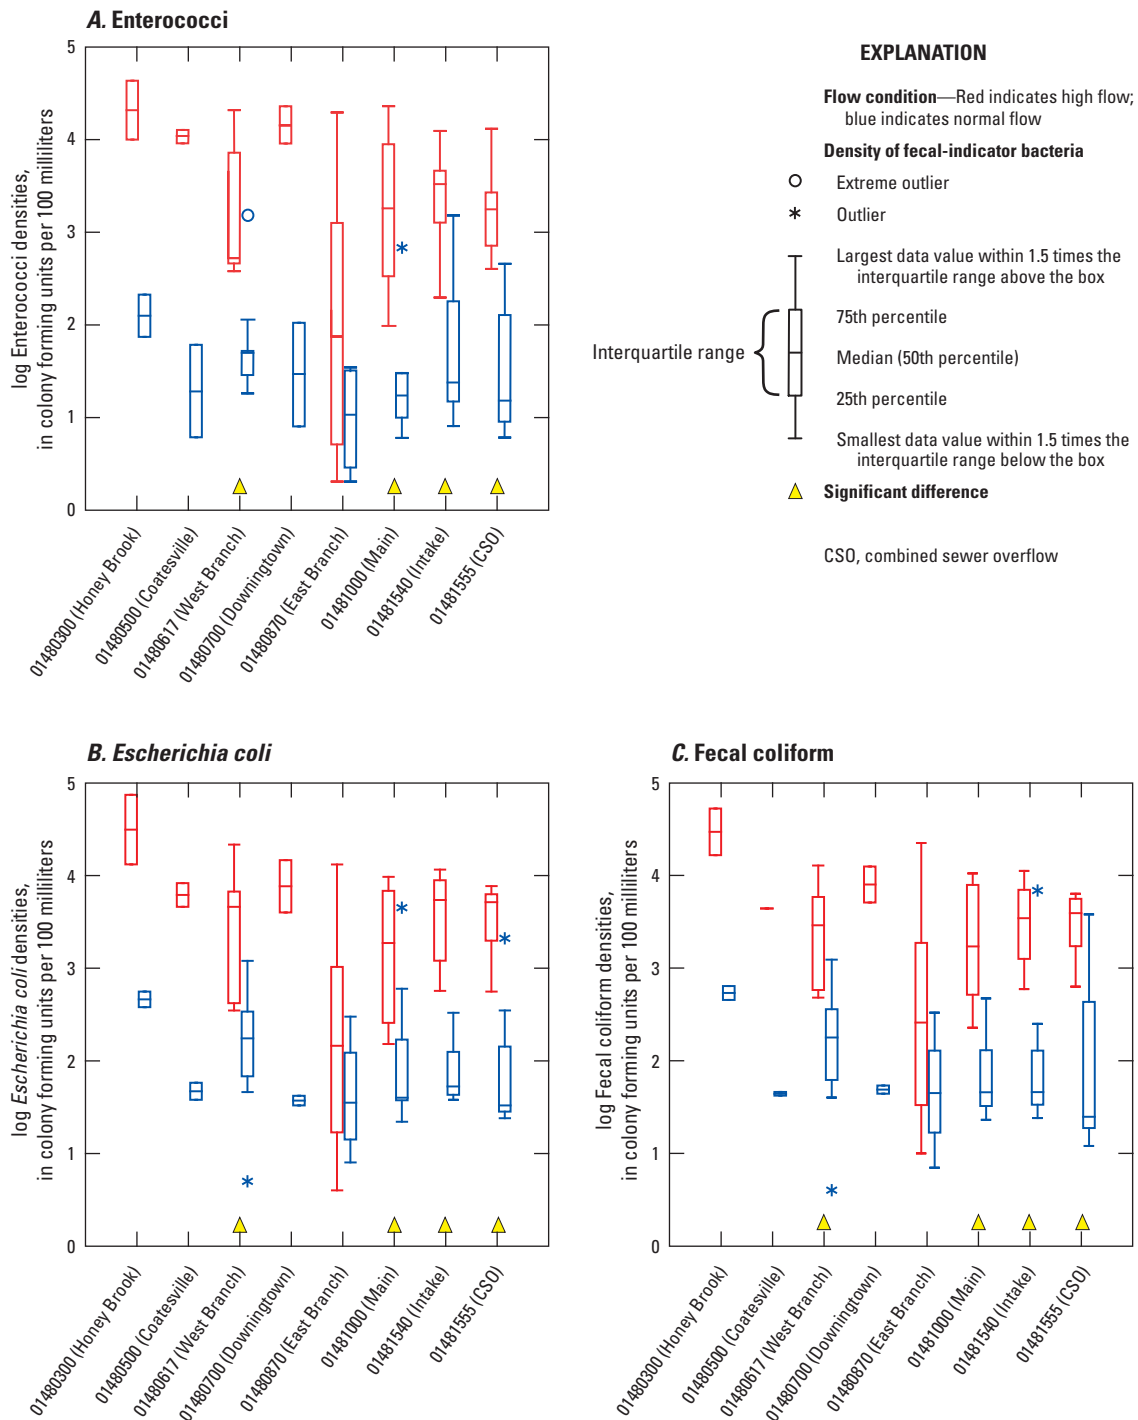 A. Enterococci
log Enterococci densities,
in colony forming units per 100 milliliters
5
4
3
2
1
0
01480300 (Honey Brook)
01480500 (Coatesville)
01480617 (West Branch)
01480700 (Downingtown)
01480870 (East Branch)
01481000 (Main)
01481540 (Intake)
01481555 (CSO)
EXPLANATION
Flow condition—Red indicates high flow;
blue indicates normal flow
Density of fecal-indicator bacteria
Extreme outlier
Outlier
Largest data value within 1.5 times the
interquartile range above the box
75th percentile
Interquartile range
Median (50th percentile)
25th percentile
Smallest data value within 1.5 times the
interquartile range below the box
Significant difference
CSO, combined sewer overflow
B. Escherichia coli
log Escherichia coli densities,
in colony forming units per 100 milliliters
5
4
3
2
1
0
01480300 (Honey Brook)
01480500 (Coatesville)
01480617 (West Branch)
01480700 (Downingtown)
01480870 (East Branch)
01481000 (Main)
01481540 (Intake)
01481555 (CSO)
C. Fecal coliform
log Fecal coliform densities,
in colony forming units per 100 milliliters
5
4
3
2
1
0
01480300 (Honey Brook)
01480500 (Coatesville)
01480617 (West Branch)
01480700 (Downingtown)
01480870 (East Branch)
01481000 (Main)
01481540 (Intake)
01481555 (CSO)